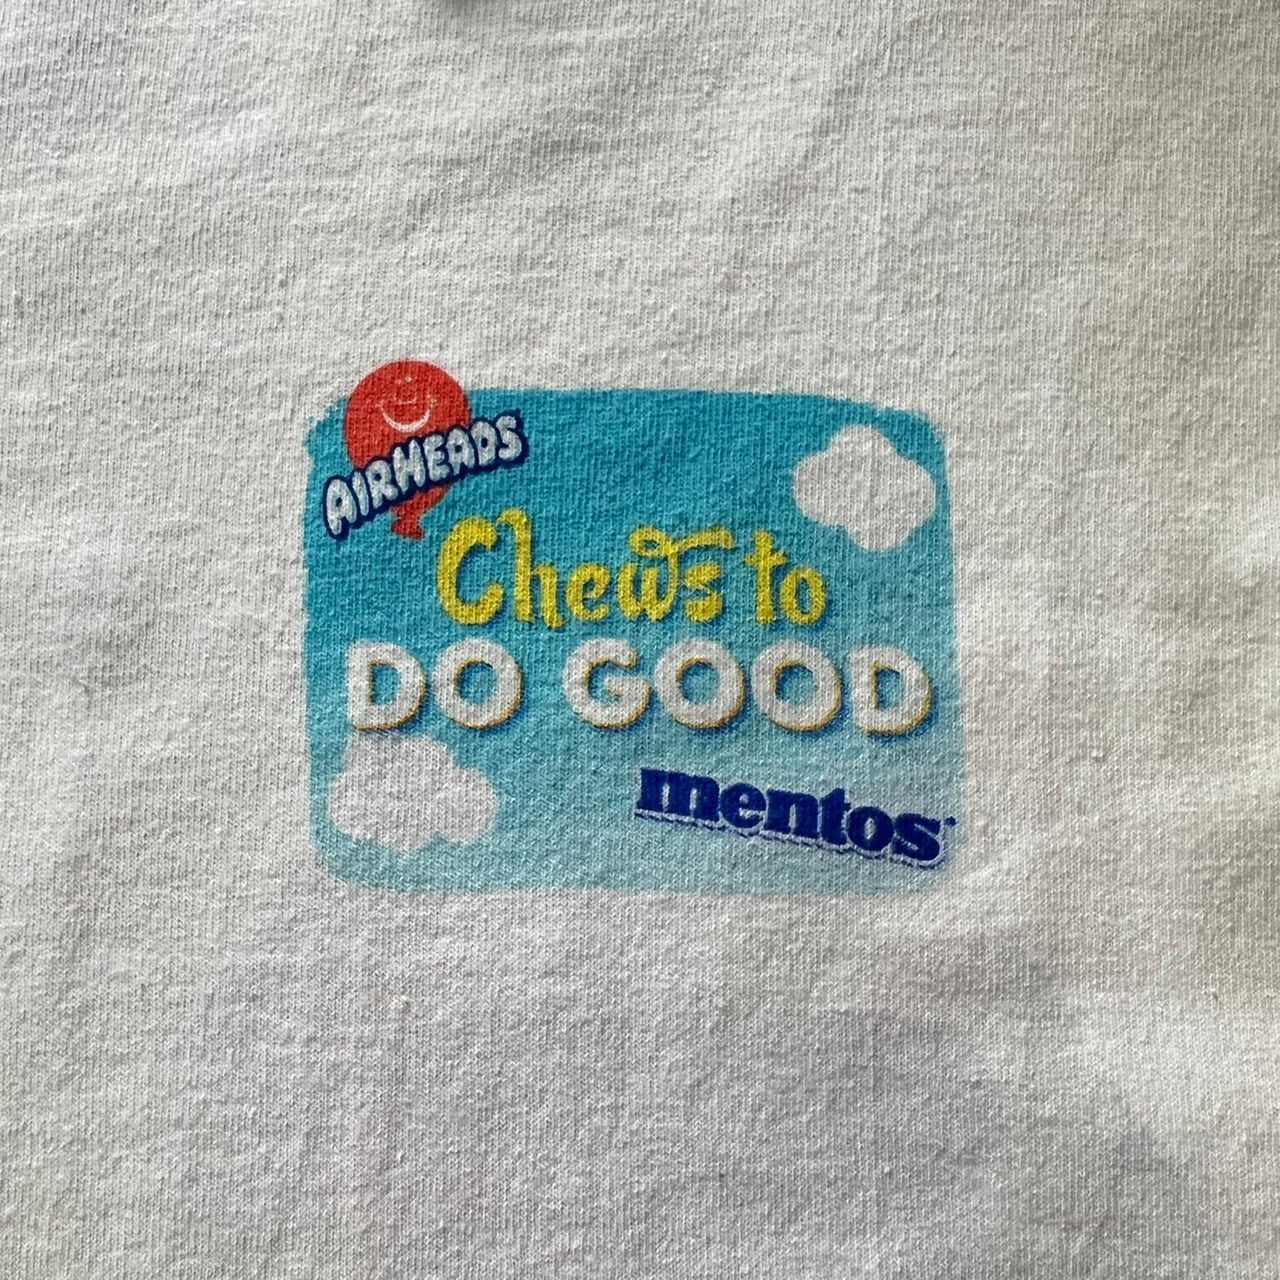 AIRHEADS
Chews to
DO GOOD
mentos